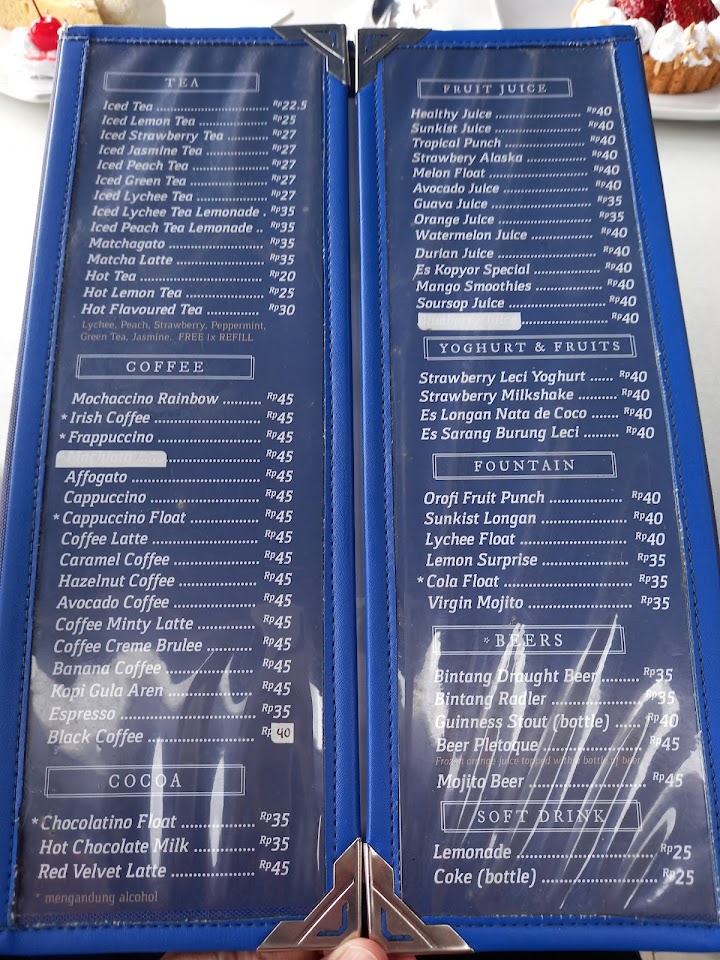 TEA
Iced Tea ........................... Rp22.5
Iced Lemon Tea ................ Rp25
Iced Strawberry Tea ......... Rp27
Iced Jasmine Tea .............. Rp27
Iced Peach Tea .................. Rp27
Iced Green Tea .................. Rp27
Iced Lychee Tea ................ Rp27
Iced Lychee Tea Lemonade . Rp35
Iced Peach Tea Lemonade .. Rp35
Matchagato ....................... Rp35
Matcha Latte ..................... Rp35
Hot Tea ............................. Rp20
Hot Lemon Tea .................. Rp25
Hot Flavoured Tea ............ Rp30
Lychee, Peach, Strawberry, Peppermint,
Green Tea, Jasmine. FREE 1x REFILL
COFFEE
Mochaccino Rainbow .......... Rp45
*Irish Coffee ........................ Rp45
*Frappuccino ....................... Rp45
........................ Rp45
Affogato ............................. Rp45
Cappuccino ......................... Rp45
*Cappuccino Float ................ Rp45
Coffee Latte ........................ Rp45
Caramel Coffee ................... Rp45
Hazelnut Coffee .................. Rp45
Avocado Coffee ................... Rp45
Coffee Minty Latte .............. Rp45
Coffee Creme Brulee ............ Rp45
Banana Coffee ..................... Rp45
Kopi Gula Aren .................... Rp45
Espresso .............................. Rp35
Black Coffee ........................ Rp40
COCOA
*Chocolatino Float ................ Rp35
Hot Chocolate Milk .............. Rp35
Red Velvet Latte .................. Rp45
* mengandung alcohol
FRUIT JUICE
Healthy Juice ...................... Rp40
Sunkist Juice ....................... Rp40
Tropical Punch .................... Rp40
Strawbery Alaska ................ Rp40
Melon Float ......................... Rp40
Avocado Juice ..................... Rp40
Guava Juice ......................... Rp35
Orange Juice ........................ Rp35
Watermelon Juice ................ Rp40
Durian Juice ........................ Rp40
Es Kopyor Special ................ Rp40
Mango Smoothies ................ Rp40
Soursop Juice ...................... Rp40
..................... Rp40
YOGHURT & FRUITS
Strawberry Leci Yoghurt ...... Rp40
Strawberry Milkshake .......... Rp40
Es Longan Nata de Coco ....... Rp40
Es Sarang Burung Leci ......... Rp40
FOUNTAIN
Orofi Fruit Punch ................. Rp40
Sunkist Longan .................... Rp40
Lychee Float ........................ Rp40
Lemon Surprise .................... Rp35
*Cola Float ........................... Rp35
Virgin Mojito ....................... Rp35
*BEERS
Bintang Draught Beer .......... Rp35
Bintang Radler ..................... Rp35
Guinness Stout (bottle) ....... Rp40
Beer Pletoque ...................... Rp45
Frozen orange juice topped with a bottle of beer
Mojito Beer .......................... Rp45
SOFT DRINK
Lemonade ............................ Rp25
Coke (bottle) ........................ Rp25